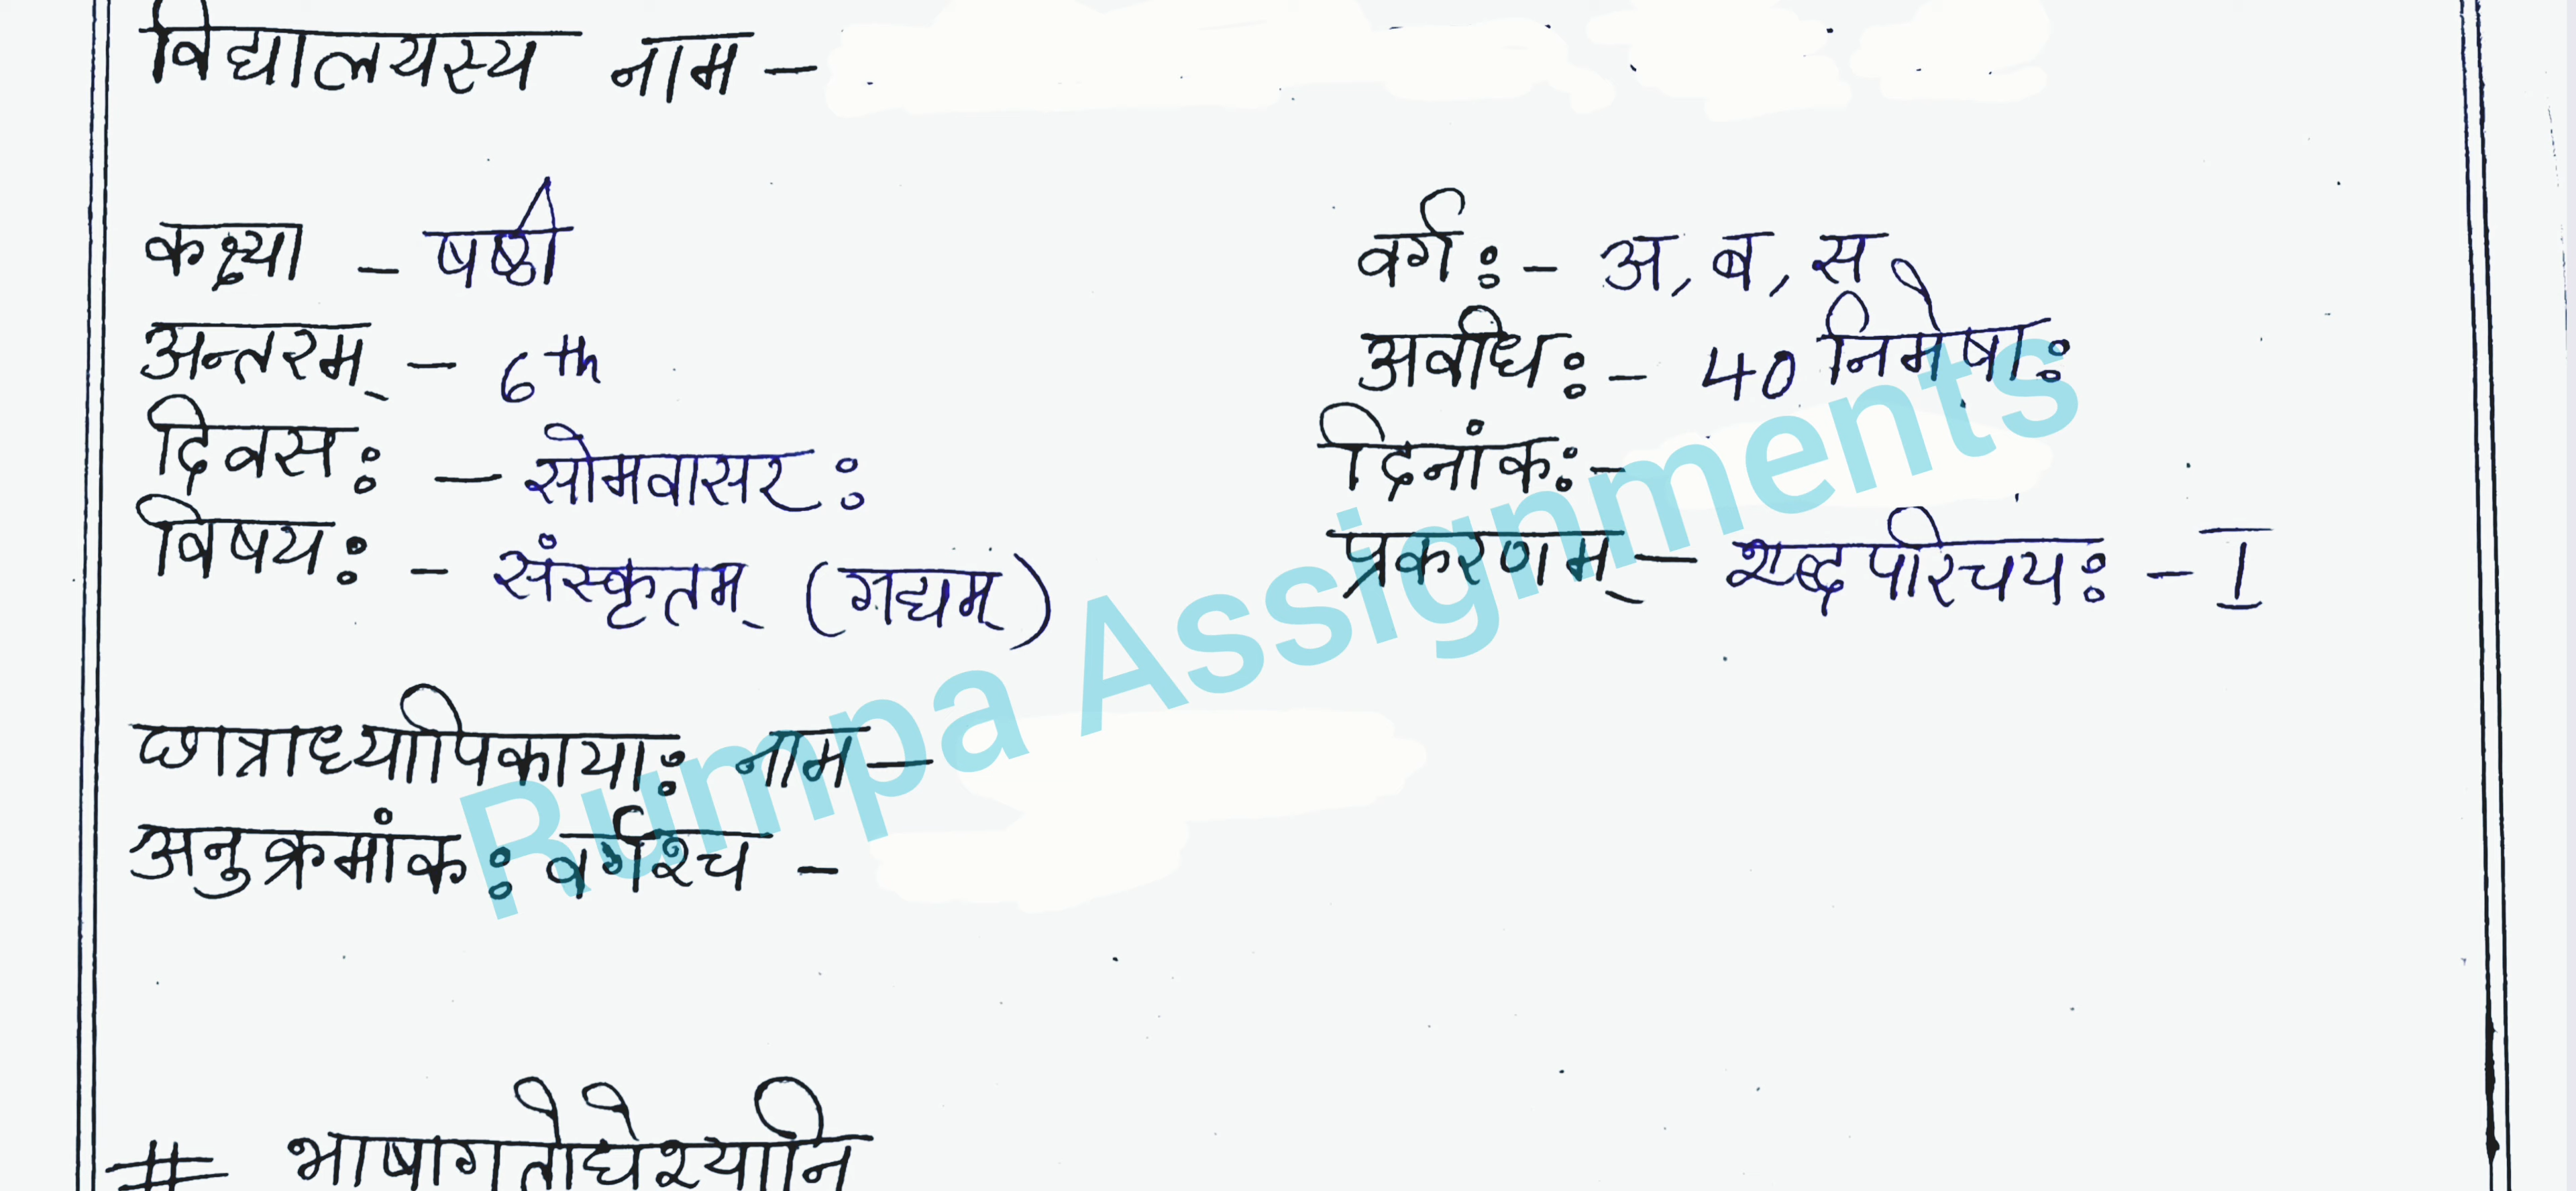 विद्यालयस्य नाम -
कक्ष्या - षष्ठी वर्ग: - अ, ब, स
अन्तरम् - 6th अवधि: - 40 निमेषा:
दिवस: - सोमवासर: दिनांक: -
विषय: - संस्कृतम् (गद्यम्) प्रकरणम् - शब्दपरिचय: - I
छात्राध्यापिकाया: नाम -
अनुक्रमांक: वर्गश्च -
# भाषागतोद्येश्यानि
Rumpa Assignments